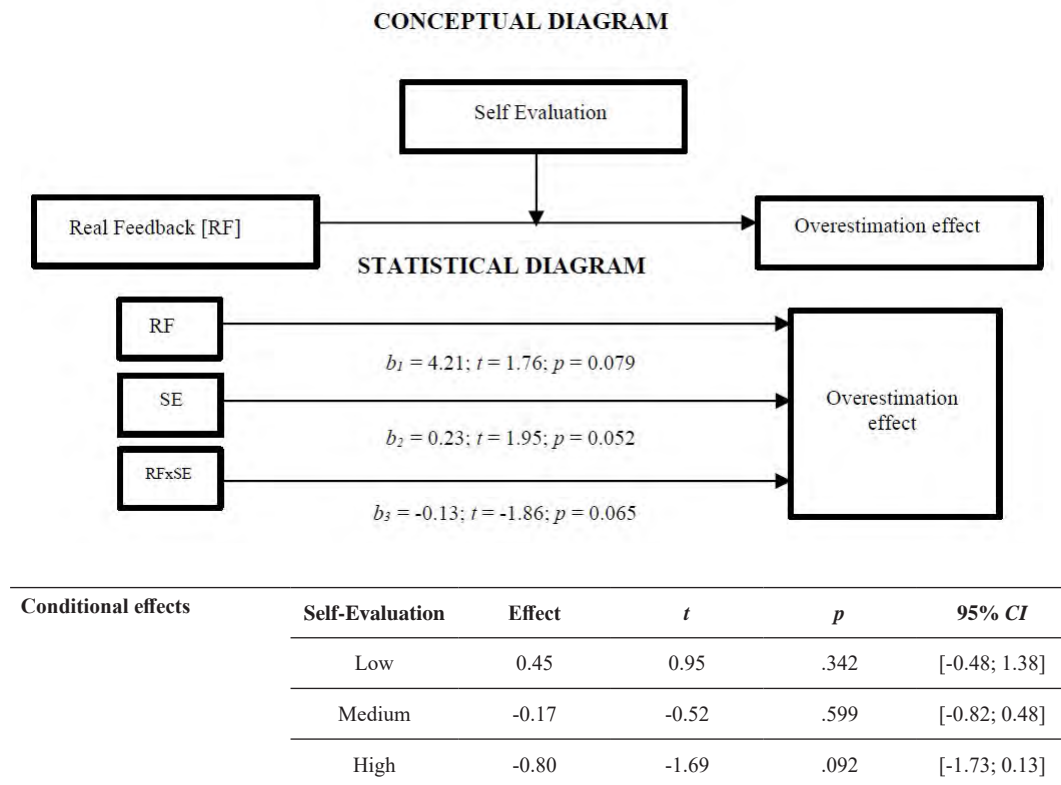 CONCEPTUAL DIAGRAM
Self Evaluation
Real Feedback [RF]
Overestimation effect
STATISTICAL DIAGRAM
RF
b1 = 4.21; t = 1.76; p = 0.079
SE
Overestimation
effect
b2 = 0.23; t = 1.95; p = 0.052
RFxSE
b3 = -0.13; t = -1.86; p = 0.065
Conditional effects Self-Evaluation Effect t p 95% CI
Low 0.45 0.95 .342 [-0.48; 1.38]
Medium -0.17 -0.52 .599 [-0.82; 0.48]
High -0.80 -1.69 .092 [-1.73; 0.13]